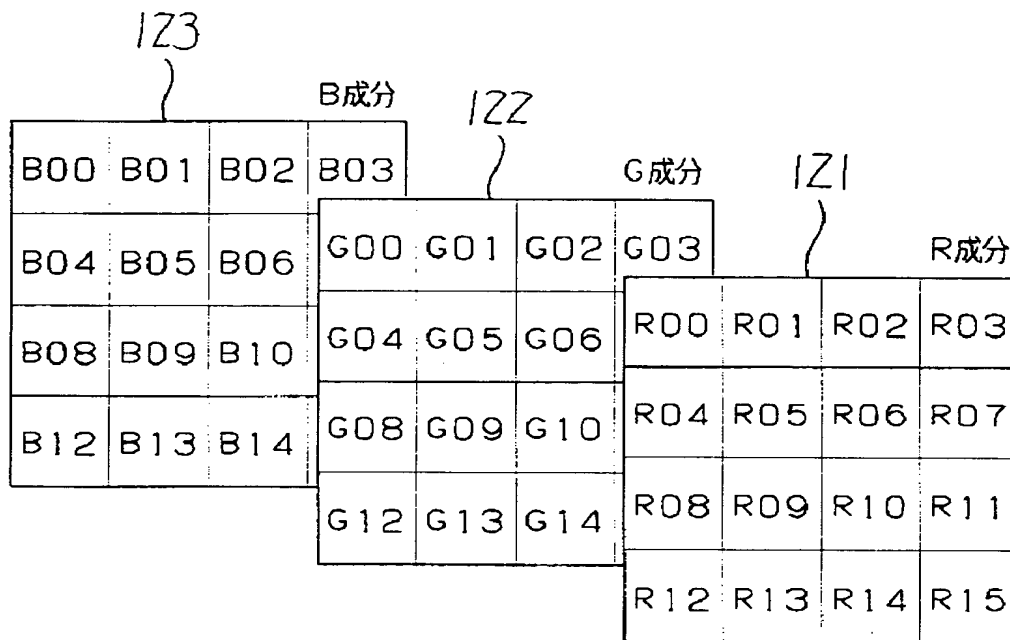 123
B成分
B00 B01 B02 B03
B04 B05 B06
B08 B09 B10
B12 B13 B14
122
G成分
G00 G01 G02 G03
G04 G05 G06
G08 G09 G10
G12 G13 G14
121
R成分
R00 R01 R02 R03
R04 R05 R06 R07
R08 R09 R10 R11
R12 R13 R14 R15